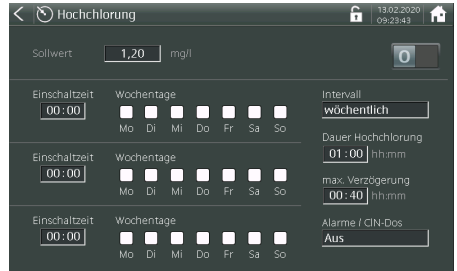 Hochchlorung
13.02.2020
09:23:43
Sollwert 1,20 mg/l
0
Einschaltzeit Wochentage
00:00
Mo Di Mi Do Fr Sa So
Einschaltzeit Wochentage
00:00
Mo Di Mi Do Fr Sa So
Einschaltzeit Wochentage
00:00
Mo Di Mi Do Fr Sa So
Intervall
wöchentlich
Dauer Hochchlorung
01:00 hh:mm
max. Verzögerung
00:40 hh:mm
Alarme / ClN-Dos
Aus